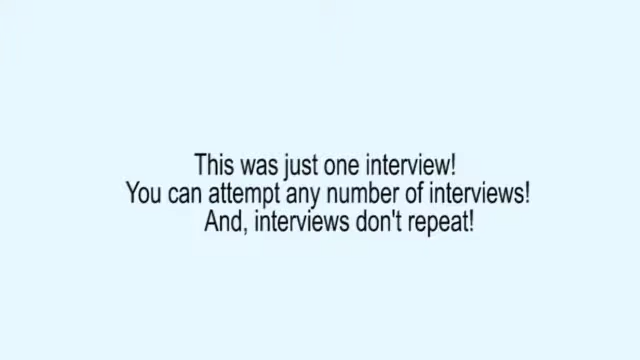 This was just one interview!
You can attempt any number of interviews!
And, interviews don't repeat!